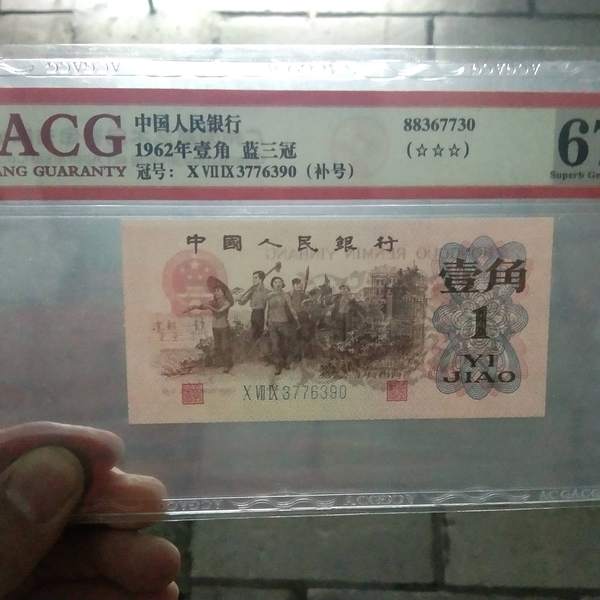 ACG
ANG GUARANTY
中国人民银行
1962年壹角 蓝三冠
冠号: X VII IX 3776390 (补号)
88367730
(☆☆☆)
67
Superb Ge
中國人民銀行
壹角
1
YI
JIAO
X VII IX 3776390